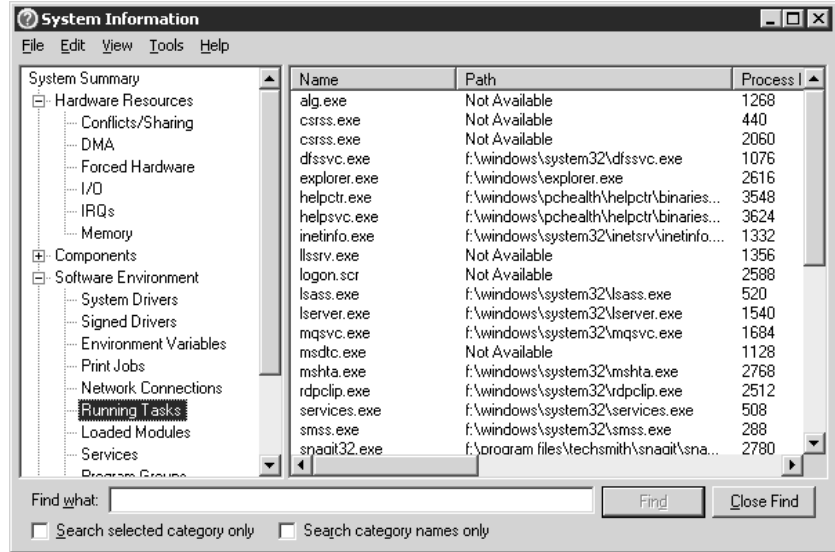 System Information
File Edit View Tools Help
System Summary
Hardware Resources
Conflicts/Sharing
DMA
Forced Hardware
I/O
IRQs
Memory
Components
Software Environment
System Drivers
Signed Drivers
Environment Variables
Print Jobs
Network Connections
Running Tasks
Loaded Modules
Services
Program Groups
Name Path Process I
alg.exe Not Available 1268
csrss.exe Not Available 440
csrss.exe Not Available 2060
dfssvc.exe f:\windows\system32\dfssvc.exe 1076
explorer.exe f:\windows\explorer.exe 2616
helpctr.exe f:\windows\pchealth\helpctr\binaries... 3548
helpsvc.exe f:\windows\pchealth\helpctr\binaries... 3624
inetinfo.exe f:\windows\system32\inetsrv\inetinfo.... 1332
llssrv.exe Not Available 1356
logon.scr Not Available 2588
lsass.exe f:\windows\system32\lsass.exe 520
lserver.exe f:\windows\system32\lserver.exe 1540
mqsvc.exe f:\windows\system32\mqsvc.exe 1684
msdtc.exe Not Available 1128
mshta.exe f:\windows\system32\mshta.exe 2768
rdpclip.exe f:\windows\system32\rdpclip.exe 2512
services.exe f:\windows\system32\services.exe 508
smss.exe f:\windows\system32\smss.exe 288
snagit32.exe f:\program files\techsmith\snagit\sna... 2780
Find what: Find Close Find
Search selected category only Search category names only